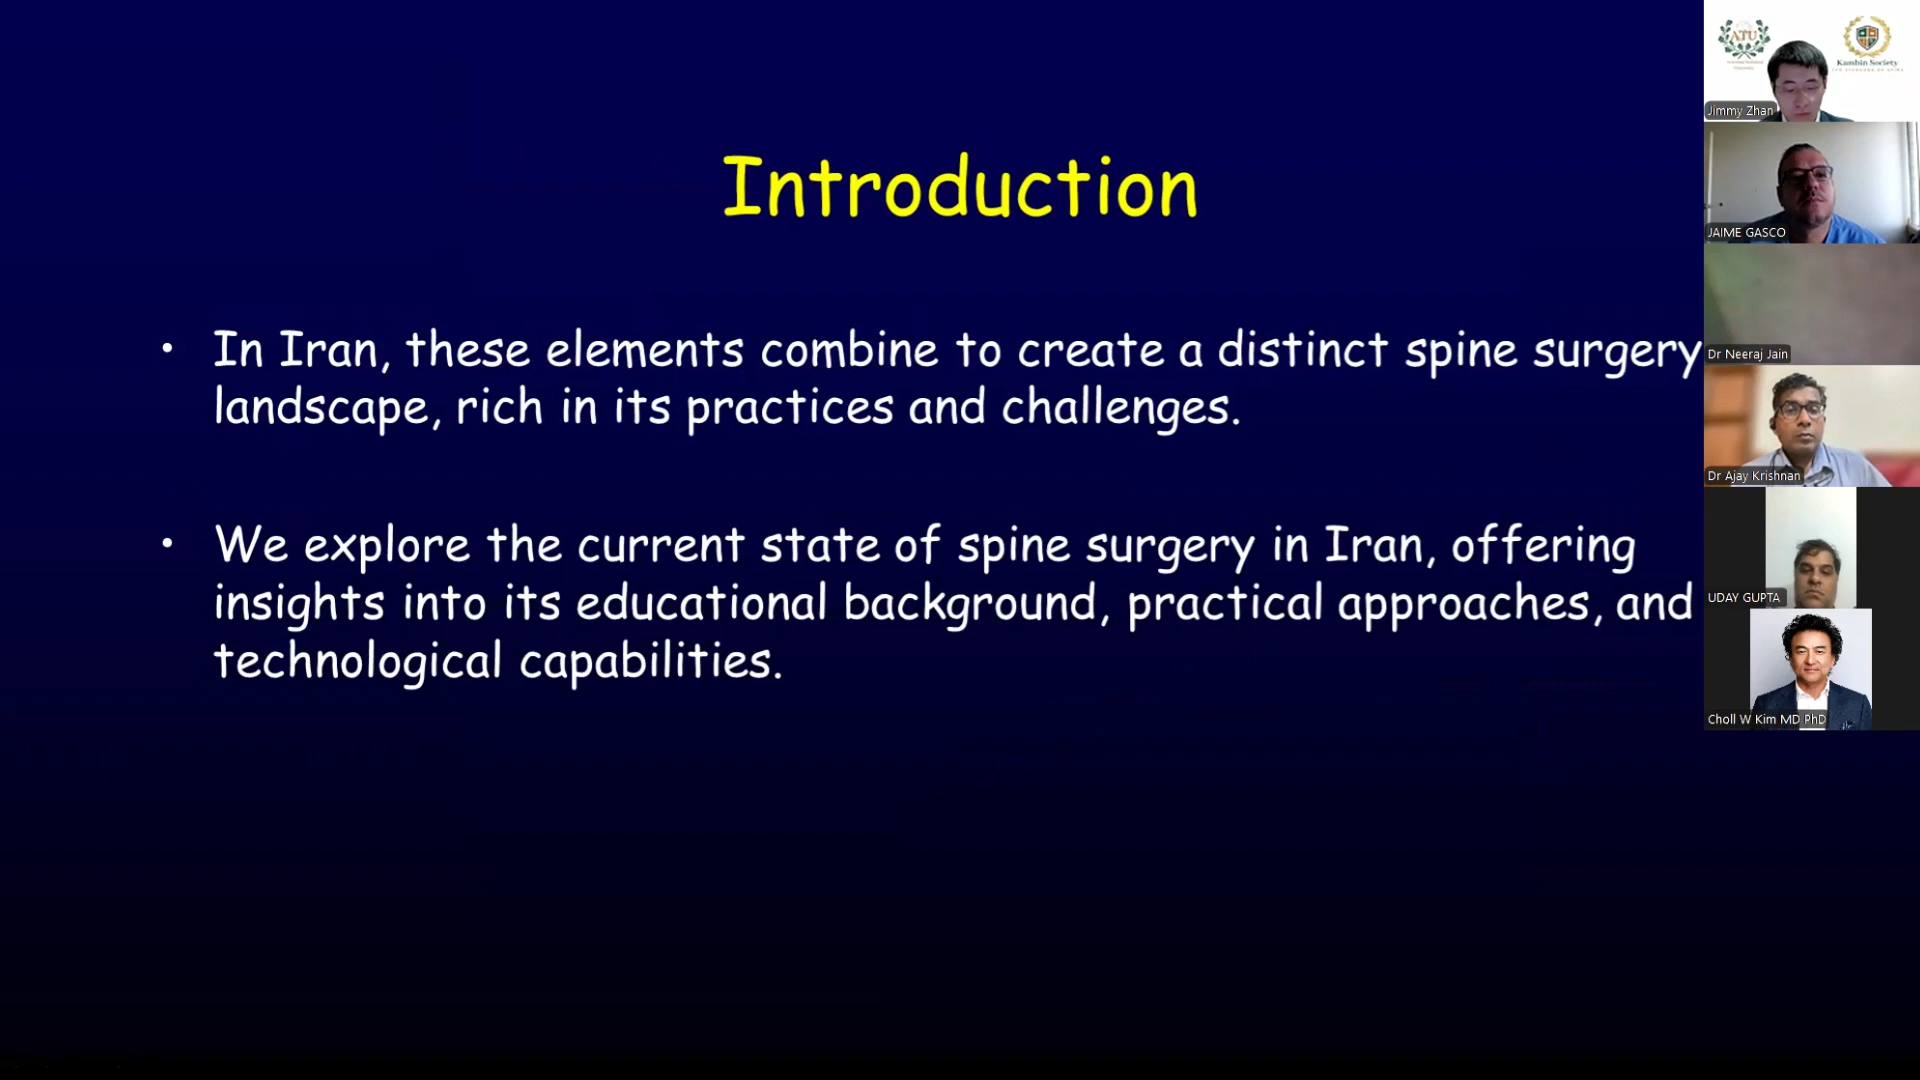 Introduction
• In Iran, these elements combine to create a distinct spine surgery
landscape, rich in its practices and challenges.
• We explore the current state of spine surgery in Iran, offering
insights into its educational background, practical approaches, and
technological capabilities.
ATU
Kambin Society
Jimmy Zhan
JAIME GASCO
Dr Neeraj Jain
Dr Ajay Krishnan
UDAY GUPTA
Choll W Kim MD PhD